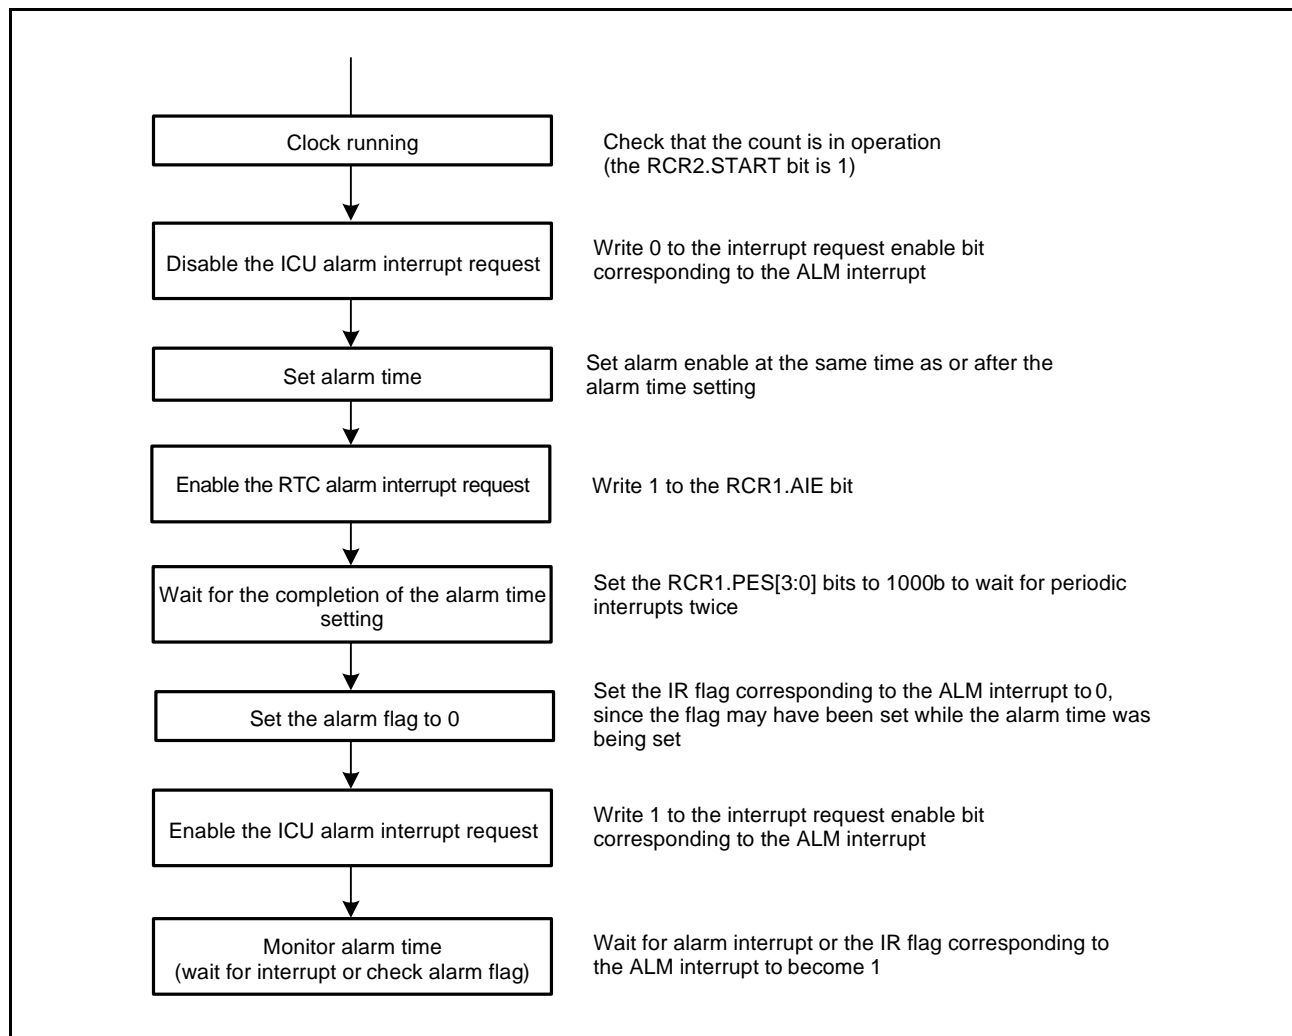 Clock running
Check that the count is in operation
(the RCR2.START bit is 1)
Disable the ICU alarm interrupt request
Write 0 to the interrupt request enable bit
corresponding to the ALM interrupt
Set alarm time
Set alarm enable at the same time as or after the
alarm time setting
Enable the RTC alarm interrupt request
Write 1 to the RCR1.AIE bit
Wait for the completion of the alarm time
setting
Set the RCR1.PES[3:0] bits to 1000b to wait for periodic
interrupts twice
Set the alarm flag to 0
Set the IR flag corresponding to the ALM interrupt to 0,
since the flag may have been set while the alarm time was
being set
Enable the ICU alarm interrupt request
Write 1 to the interrupt request enable bit
corresponding to the ALM interrupt
Monitor alarm time
(wait for interrupt or check alarm flag)
Wait for alarm interrupt or the IR flag corresponding to
the ALM interrupt to become 1